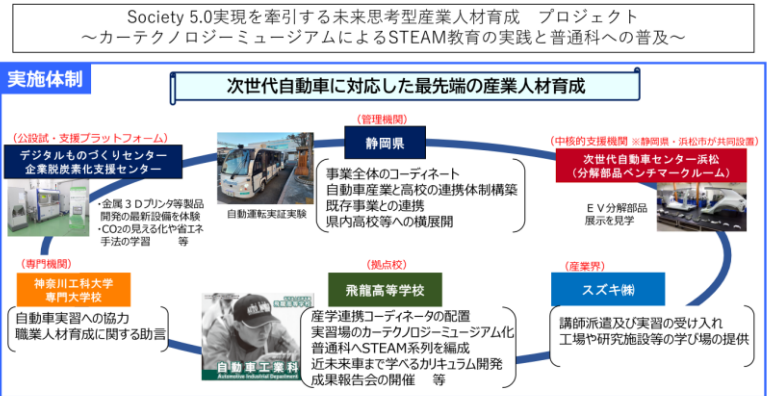 Society 5.0実現を牽引する未来思考型産業人材育成　プロジェクト
～カーテクノロジーミュージアムによるSTEAM教育の実践と普通科への普及～
実施体制
次世代自動車に対応した最先端の産業人材育成
（公設試・支援プラットフォーム）
デジタルものづくりセンター
企業脱炭素化支援センター
・金属３Dプリンタ等製品
開発の最新設備を体験
・CO2の見える化や省エネ
手法の学習　　等
自動運転実証実験
（管理機関）
静岡県
事業全体のコーディネート
自動車産業と高校の連携体制構築
既存事業との連携
県内高校等への横展開
（中核的支援機関 ※静岡県・浜松市が共同設置）
次世代自動車センター浜松
（分解部品ベンチマークルーム）
ＥＶ分解部品
展示を見学
（専門機関）
神奈川工科大学
専門大学校
自動車実習への協力
職業人材育成に関する助言
自動車工業科
Automotive Industrial Department
（拠点校）
飛龍高等学校
産学連携コーディネータの配置
実習場のカーテクノロジーミュージアム化
普通科へSTEAM系列を編成
近未来車まで学べるカリキュラム開発
成果報告会の開催　等
（産業界）
スズキ㈱
講師派遣及び実習の受け入れ
工場や研究施設等の学び場の提供